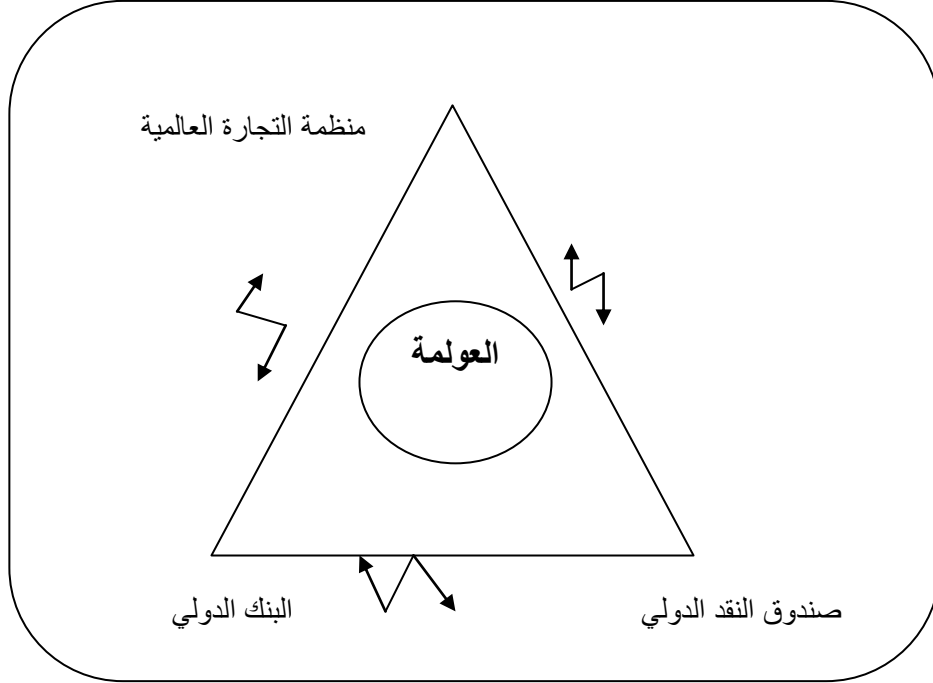 منظمة التجارة العالمية
العولمة
صندوق النقد الدولي
البنك الدولي